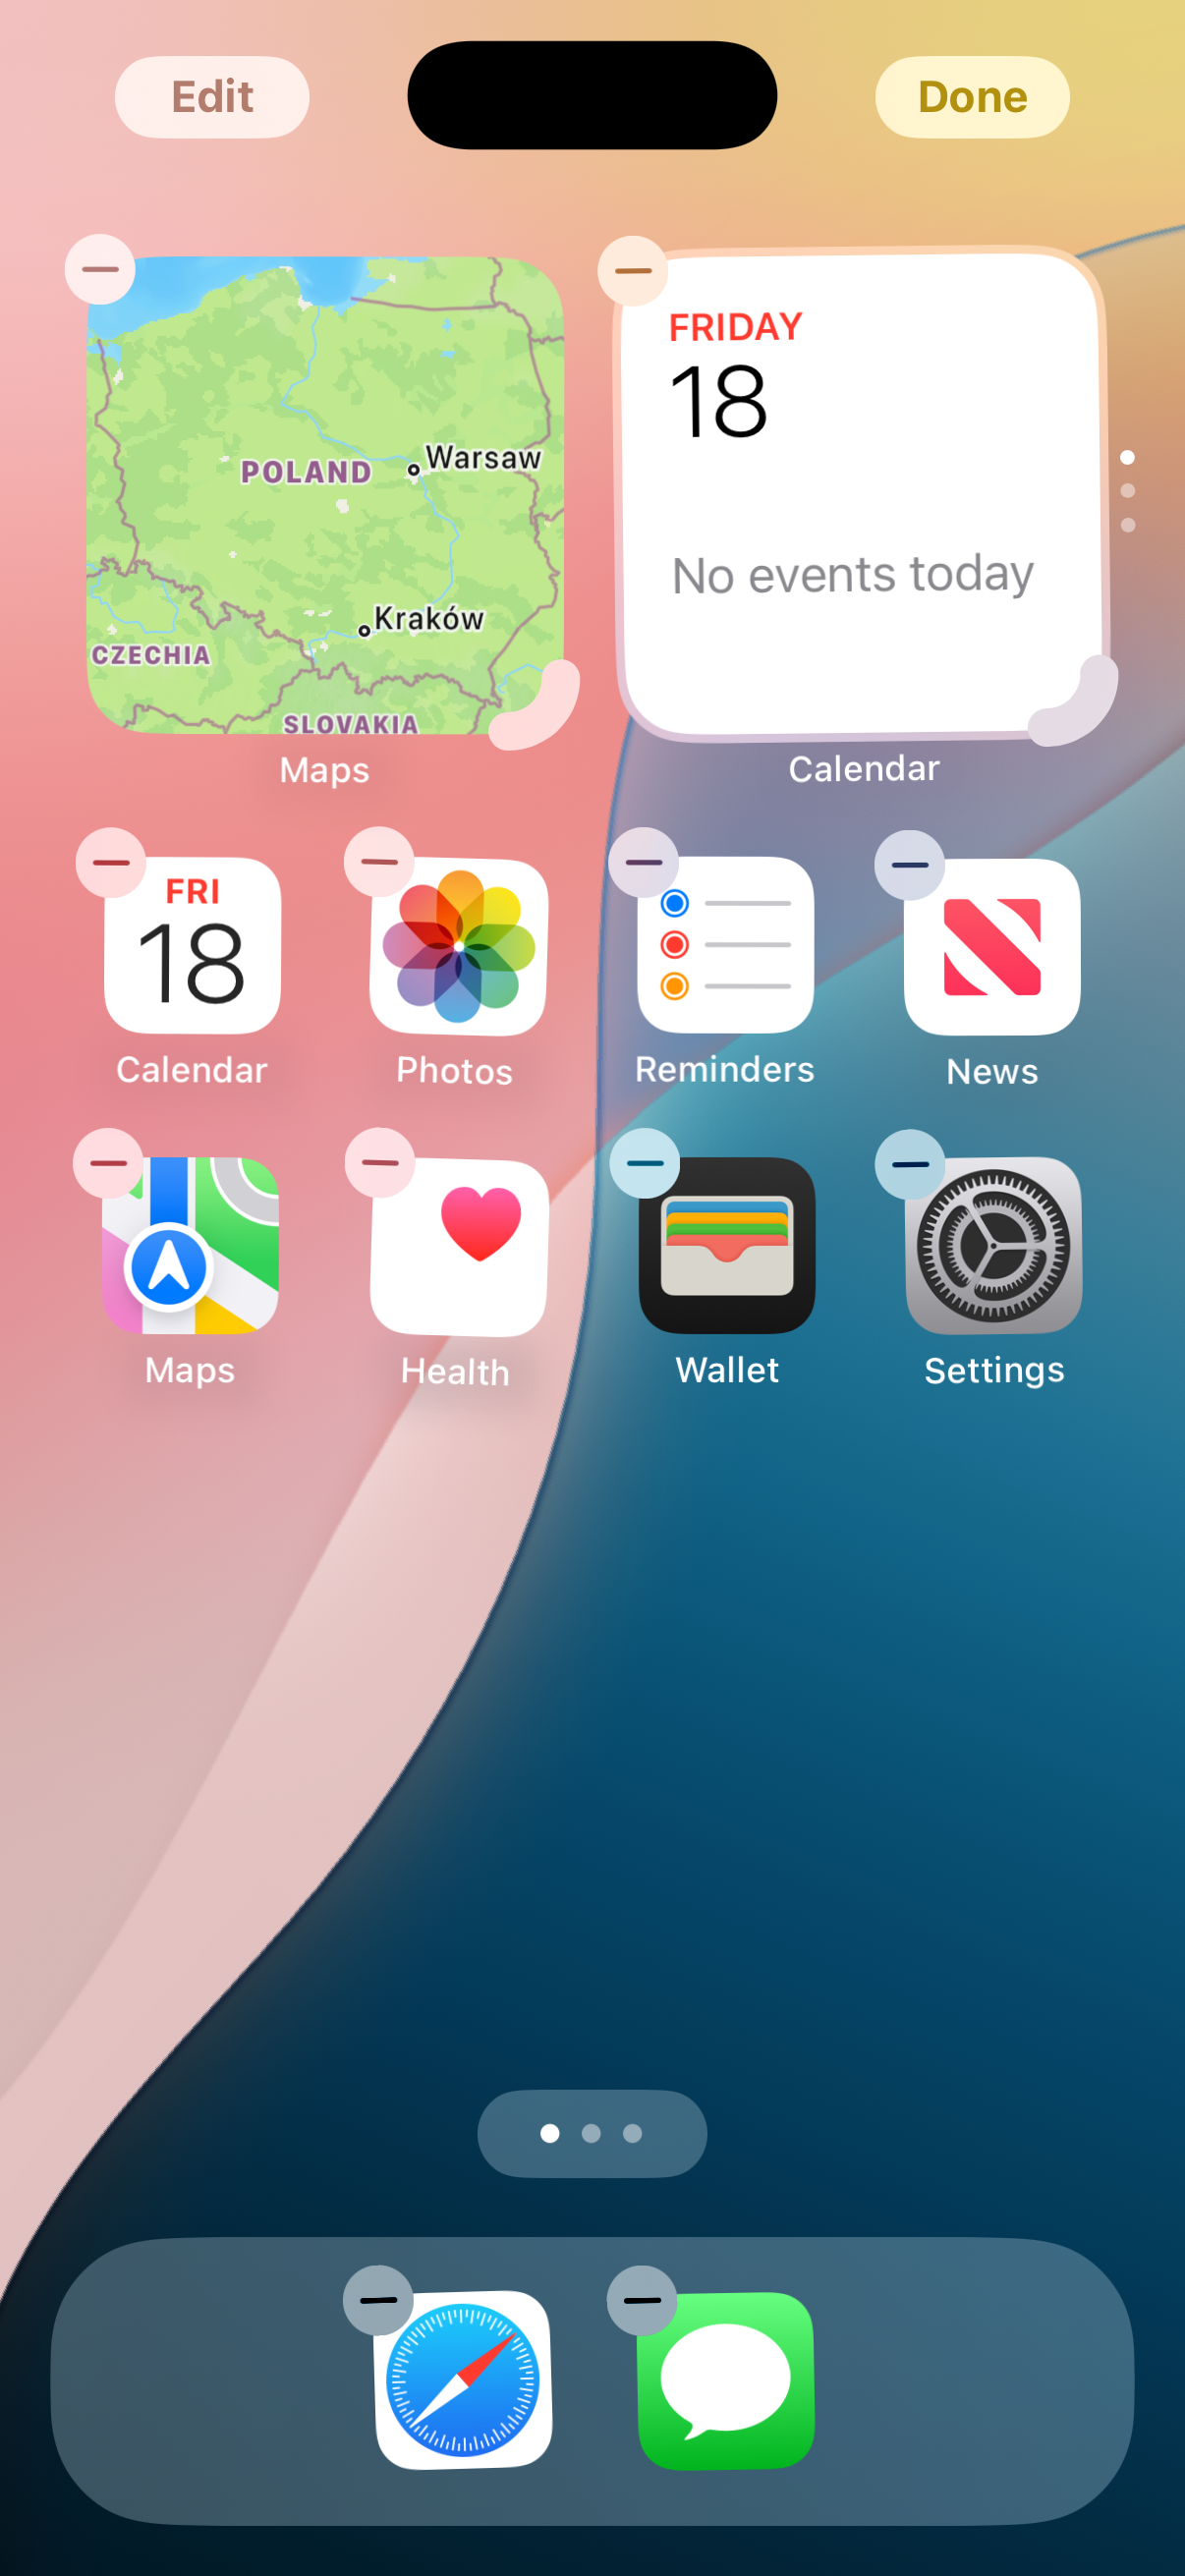 Edit
Done
POLAND
Warsaw
Kraków
CZECHIA
SLOVAKIA
Maps
FRIDAY
18
No events today
Calendar
FRI
18
Calendar
Photos
Reminders
News
Maps
Health
Wallet
Settings